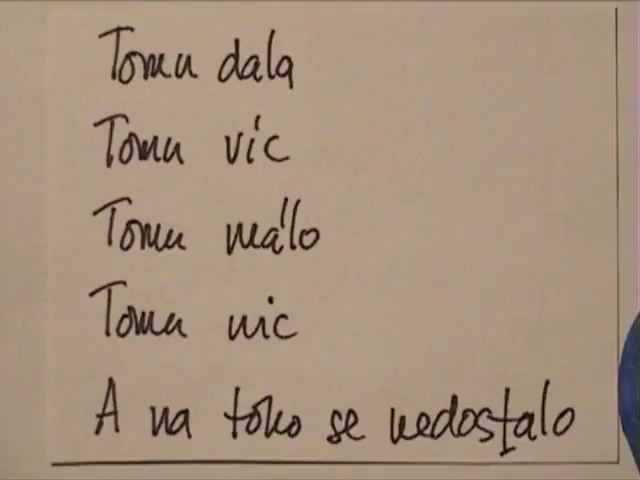 Tomu dala
Tomu víc
Tomu málo
Tomu nic
A na toho se nedostalo